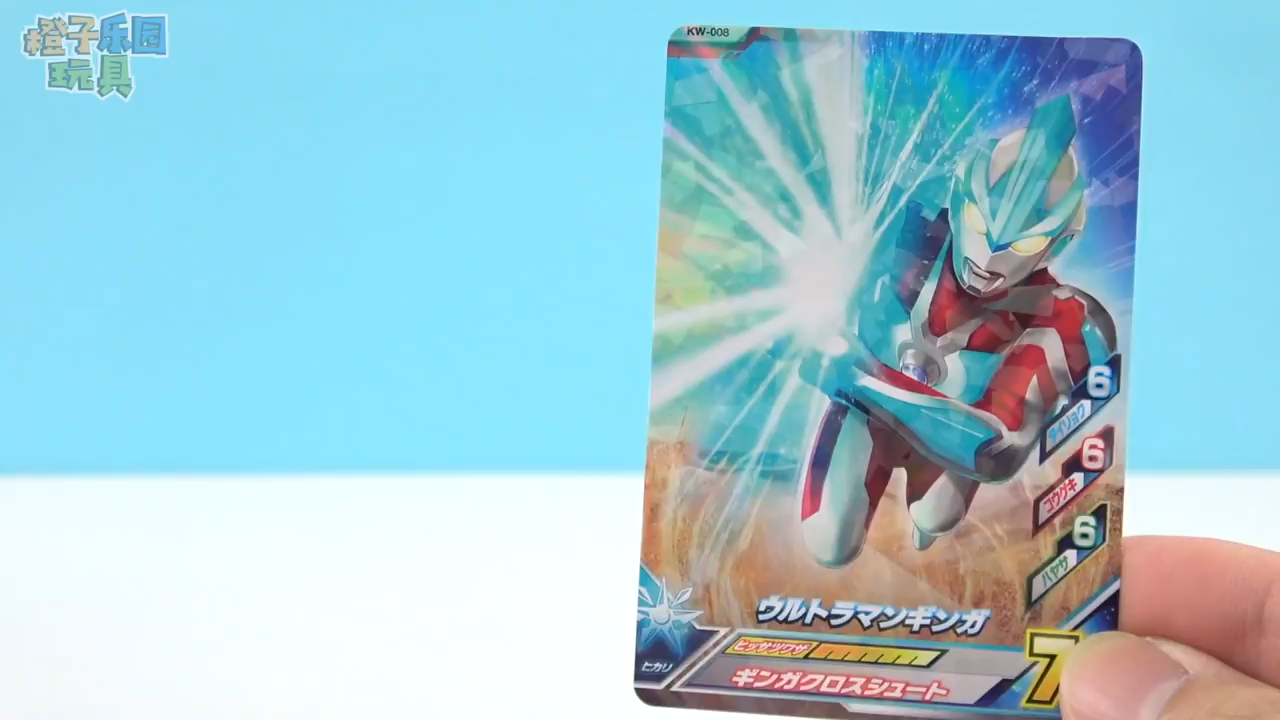 橙子乐园
玩具
KW-008
6
タイリョク
6
コウゲキ
6
ハヤサ
ウルトラマンギンガ
ヒッサツワザ
7
ヒカリ
ギンガクロスシュート